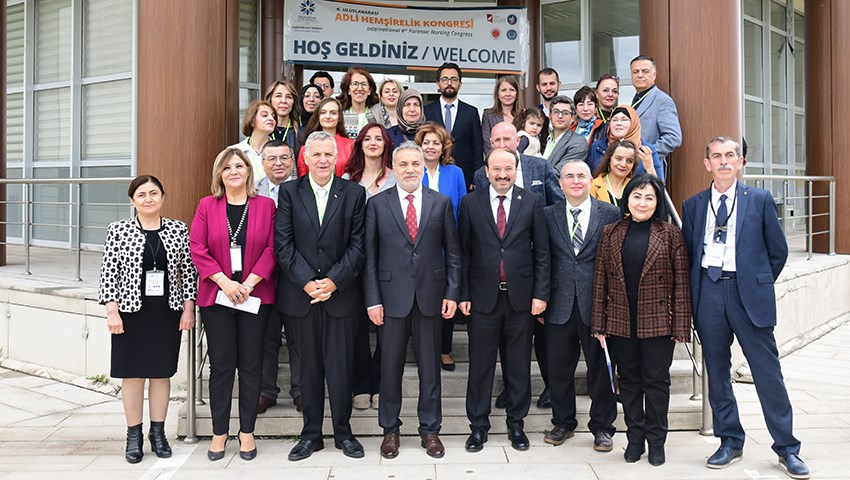 6. ULUSLARARASI
ADLİ HEMŞİRELİK KONGRESİ
International 6th Forensic Nursing Congress
HOŞ GELDİNİZ / WELCOME